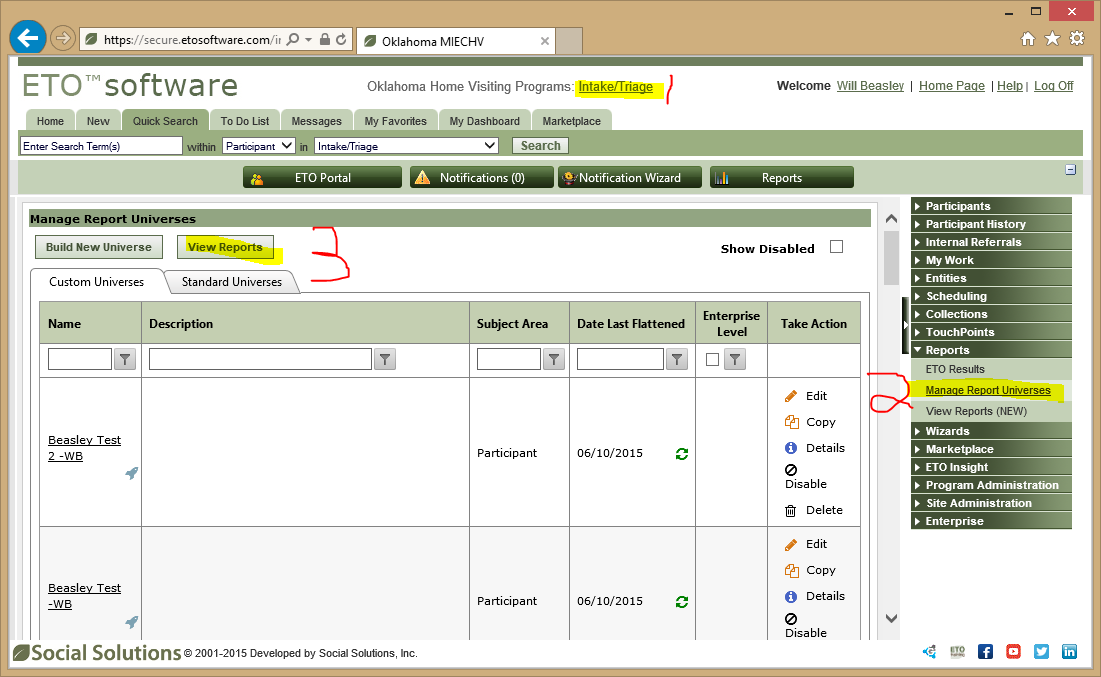 https://secure.etosoftware.com/ir
Oklahoma MIECHV
ETO™software
Oklahoma Home Visiting Programs: Intake/Triage 1
Welcome Will Beasley | Home Page | Help | Log Off
Home New Quick Search To Do List Messages My Favorites My Dashboard Marketplace
Enter Search Term(s) within Participant in Intake/Triage Search
ETO Portal Notifications (0) Notification Wizard Reports
Manage Report Universes
Build New Universe View Reports 3 Show Disabled
Custom Universes Standard Universes
Name Description Subject Area Date Last Flattened Enterprise Level Take Action
Beasley Test
2 -WB
Participant 06/10/2015
Edit
Copy
Details
Disable
Delete
Beasley Test
-WB
Participant 06/10/2015
Edit
Copy
Details
Disable
Participants
Participant History
Internal Referrals
My Work
Entities
Scheduling
Collections
TouchPoints
Reports
ETO Results
2 Manage Report Universes
View Reports (NEW)
Wizards
Marketplace
ETO Insight
Program Administration
Site Administration
Enterprise
Social Solutions © 2001-2015 Developed by Social Solutions, Inc.
ETO